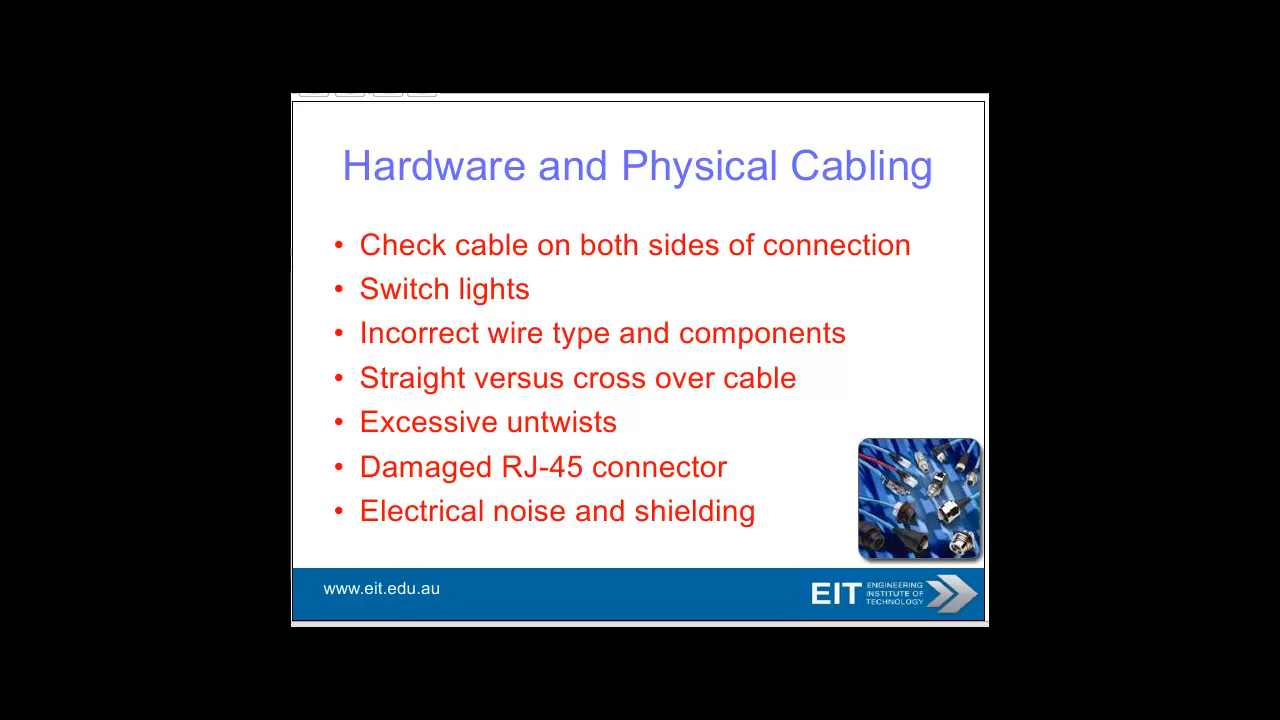 Hardware and Physical Cabling
• Check cable on both sides of connection
• Switch lights
• Incorrect wire type and components
• Straight versus cross over cable
• Excessive untwists
• Damaged RJ-45 connector
• Electrical noise and shielding
www.eit.edu.au
EIT
ENGINEERING
INSTITUTE OF
TECHNOLOGY